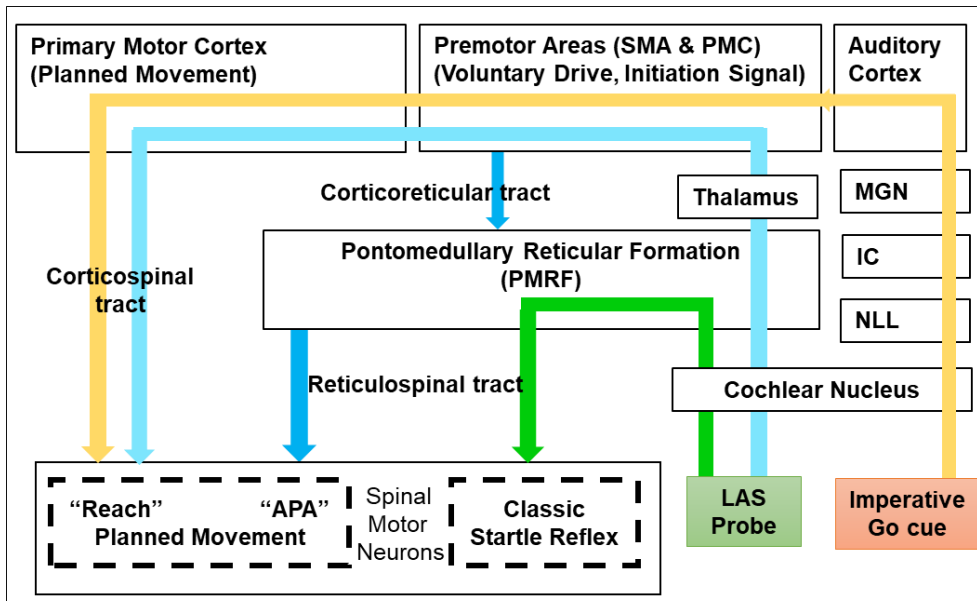 Primary Motor Cortex
(Planned Movement)
Premotor Areas (SMA & PMC)
(Voluntary Drive, Initiation Signal)
Auditory
Cortex
Corticoreticular tract
Thalamus
MGN
Pontomedullary Reticular Formation
(PMRF)
IC
Corticospinal
tract
NLL
Reticulospinal tract
Cochlear Nucleus
“Reach”
“APA”
Planned Movement
Spinal
Motor
Neurons
Classic
Startle Reflex
LAS
Probe
Imperative
Go cue